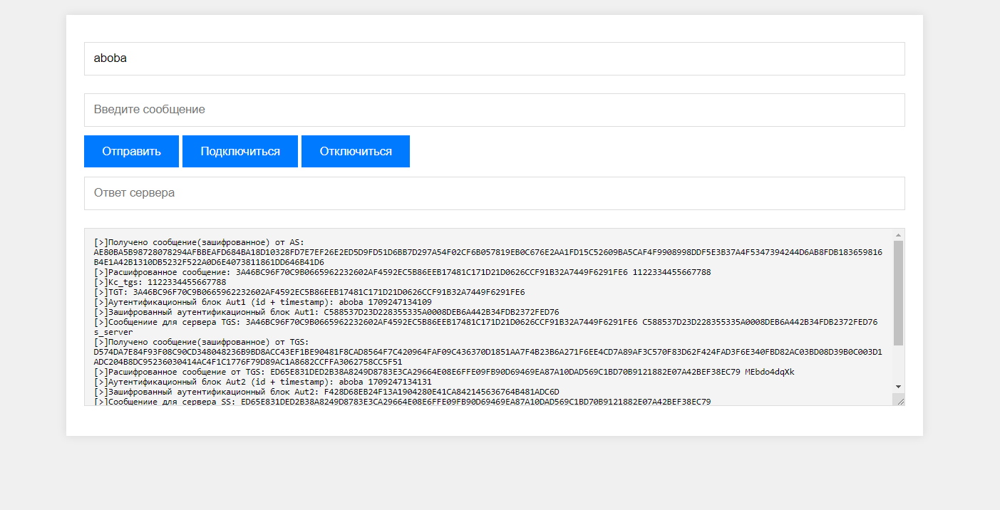 aboba
Введите сообщение
Отправить Подключиться Отключиться
Ответ сервера
[>]Получено сообщение(зашифрованное) от AS:
AE80BA5B98728078294AFBBEAFD684BA18D10328FD7E7EF26E2ED5D9FD51D6BB7D297A54F02CF6B057819EB0C676E2AA1FD15C52609BA5CAF4F9908998DDF5E3B37A4F5347394244D6AB8FDB183659816
B4E1A42B1310DB5232F522A0D6E4073811861DD646B41D6
[>]Расшифрованное сообщение: 3A46BC96F70C9B0665962232602AF4592EC5B86EEB17481C171D21D0626CCF91B32A7449F6291FE6 1122334455667788
[>]Kc_tgs: 1122334455667788
[>]TGT: 3A46BC96F70C9B0665962232602AF4592EC5B86EEB17481C171D21D0626CCF91B32A7449F6291FE6
[>]Аутентификационный блок Aut1 (id + timestamp): aboba 1709247134109
[>]Зашифрованный аутентификационный блок Aut1: C588537D23D228355335A0008DEB6A442B34FDB2372FED76
[>]Сообщениие для сервера TGS: 3A46BC96F70C9B0665962232602AF4592EC5B86EEB17481C171D21D0626CCF91B32A7449F6291FE6 C588537D23D228355335A0008DEB6A442B34FDB2372FED76
s_server
[>]Получено сообщение(зашифрованное) от TGS:
D574DA7E84F93F08C90CD348048236B9BD8ACC43EF1BE90481F8CAD8564F7C420964FAF09C436370D1851AA7F4B23B6A271F6EE4CD7A89AF3C570F83D62F424FAD3F6E340FBD82AC03BD08D39B0C003D1
ADC204B8DC95236030414AC4F1C1776F79D89AC1A8682CCFFA3062758CC5F51
[>]Расшифрованное сообщение от TGS: ED65E831DED2B38A8249D8783E3CA29664E08E6FFE09FB90D69469EA87A10DAD569C1BD70B9121882E07A42BEF38EC79 MEbdo4dqXk
[>]Аутентификационный блок Aut2 (id + timestamp): aboba 1709247134131
[>]Зашифрованный аутентификационный блок Aut2: F428D68EB24F13A1904280E41CA842145636764B481ADC6D
[>]Сообщениие для сервера SS: ED65E831DED2B38A8249D8783E3CA29664E08E6FFE09FB90D69469EA87A10DAD569C1BD70B9121882E07A42BEF38EC79